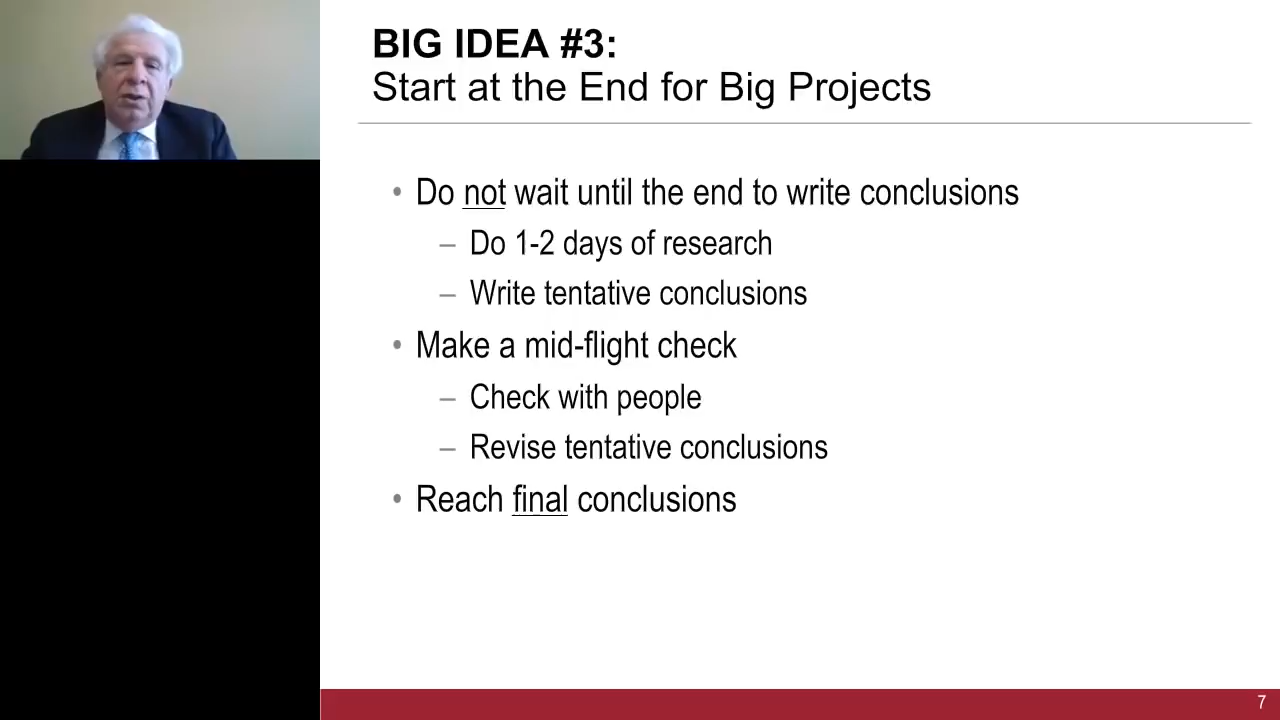 BIG IDEA #3:
Start at the End for Big Projects
• Do not wait until the end to write conclusions
– Do 1-2 days of research
– Write tentative conclusions
• Make a mid-flight check
– Check with people
– Revise tentative conclusions
• Reach final conclusions
7